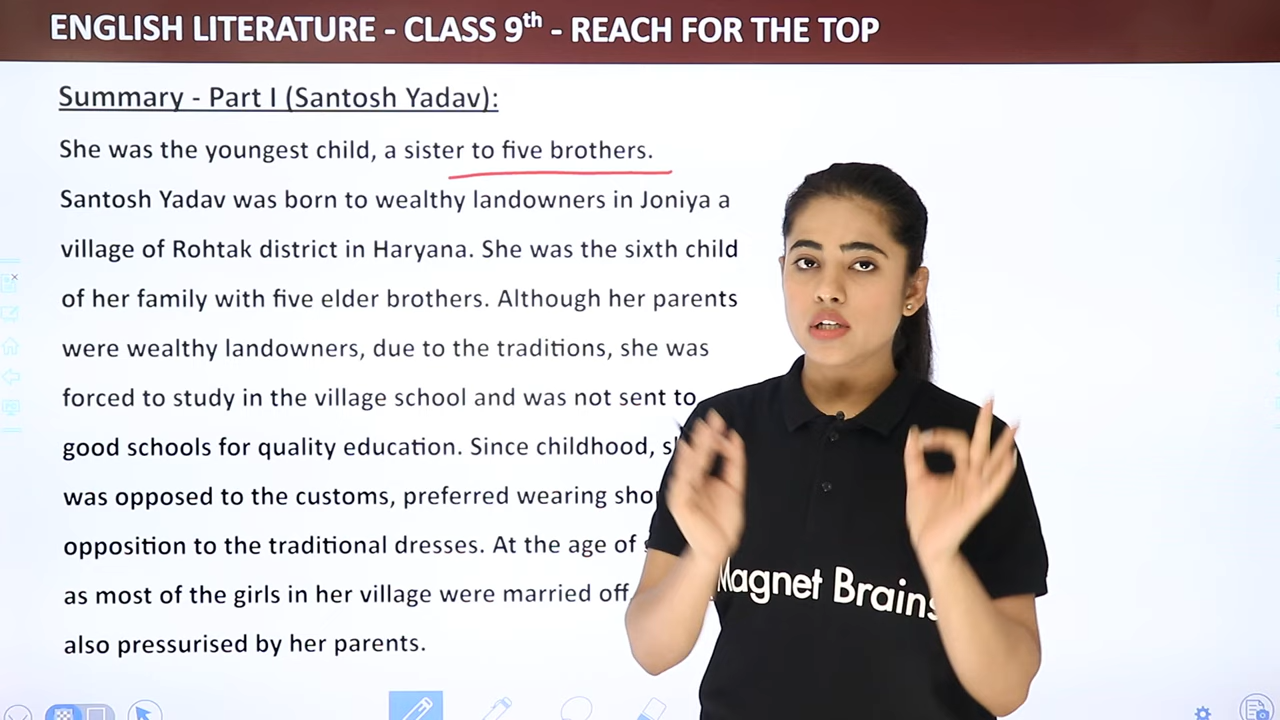 ENGLISH LITERATURE - CLASS 9th - REACH FOR THE TOP
Summary - Part I (Santosh Yadav):
She was the youngest child, a sister to five brothers.
Santosh Yadav was born to wealthy landowners in Joniya a
village of Rohtak district in Haryana. She was the sixth child
of her family with five elder brothers. Although her parents
were wealthy landowners, due to the traditions, she was
forced to study in the village school and was not sent to
good schools for quality education. Since childhood,
was opposed to the customs, preferred wearing
opposition to the traditional dresses. At the age of
as most of the girls in her village were married off
also pressurised by her parents.
Magnet Brains